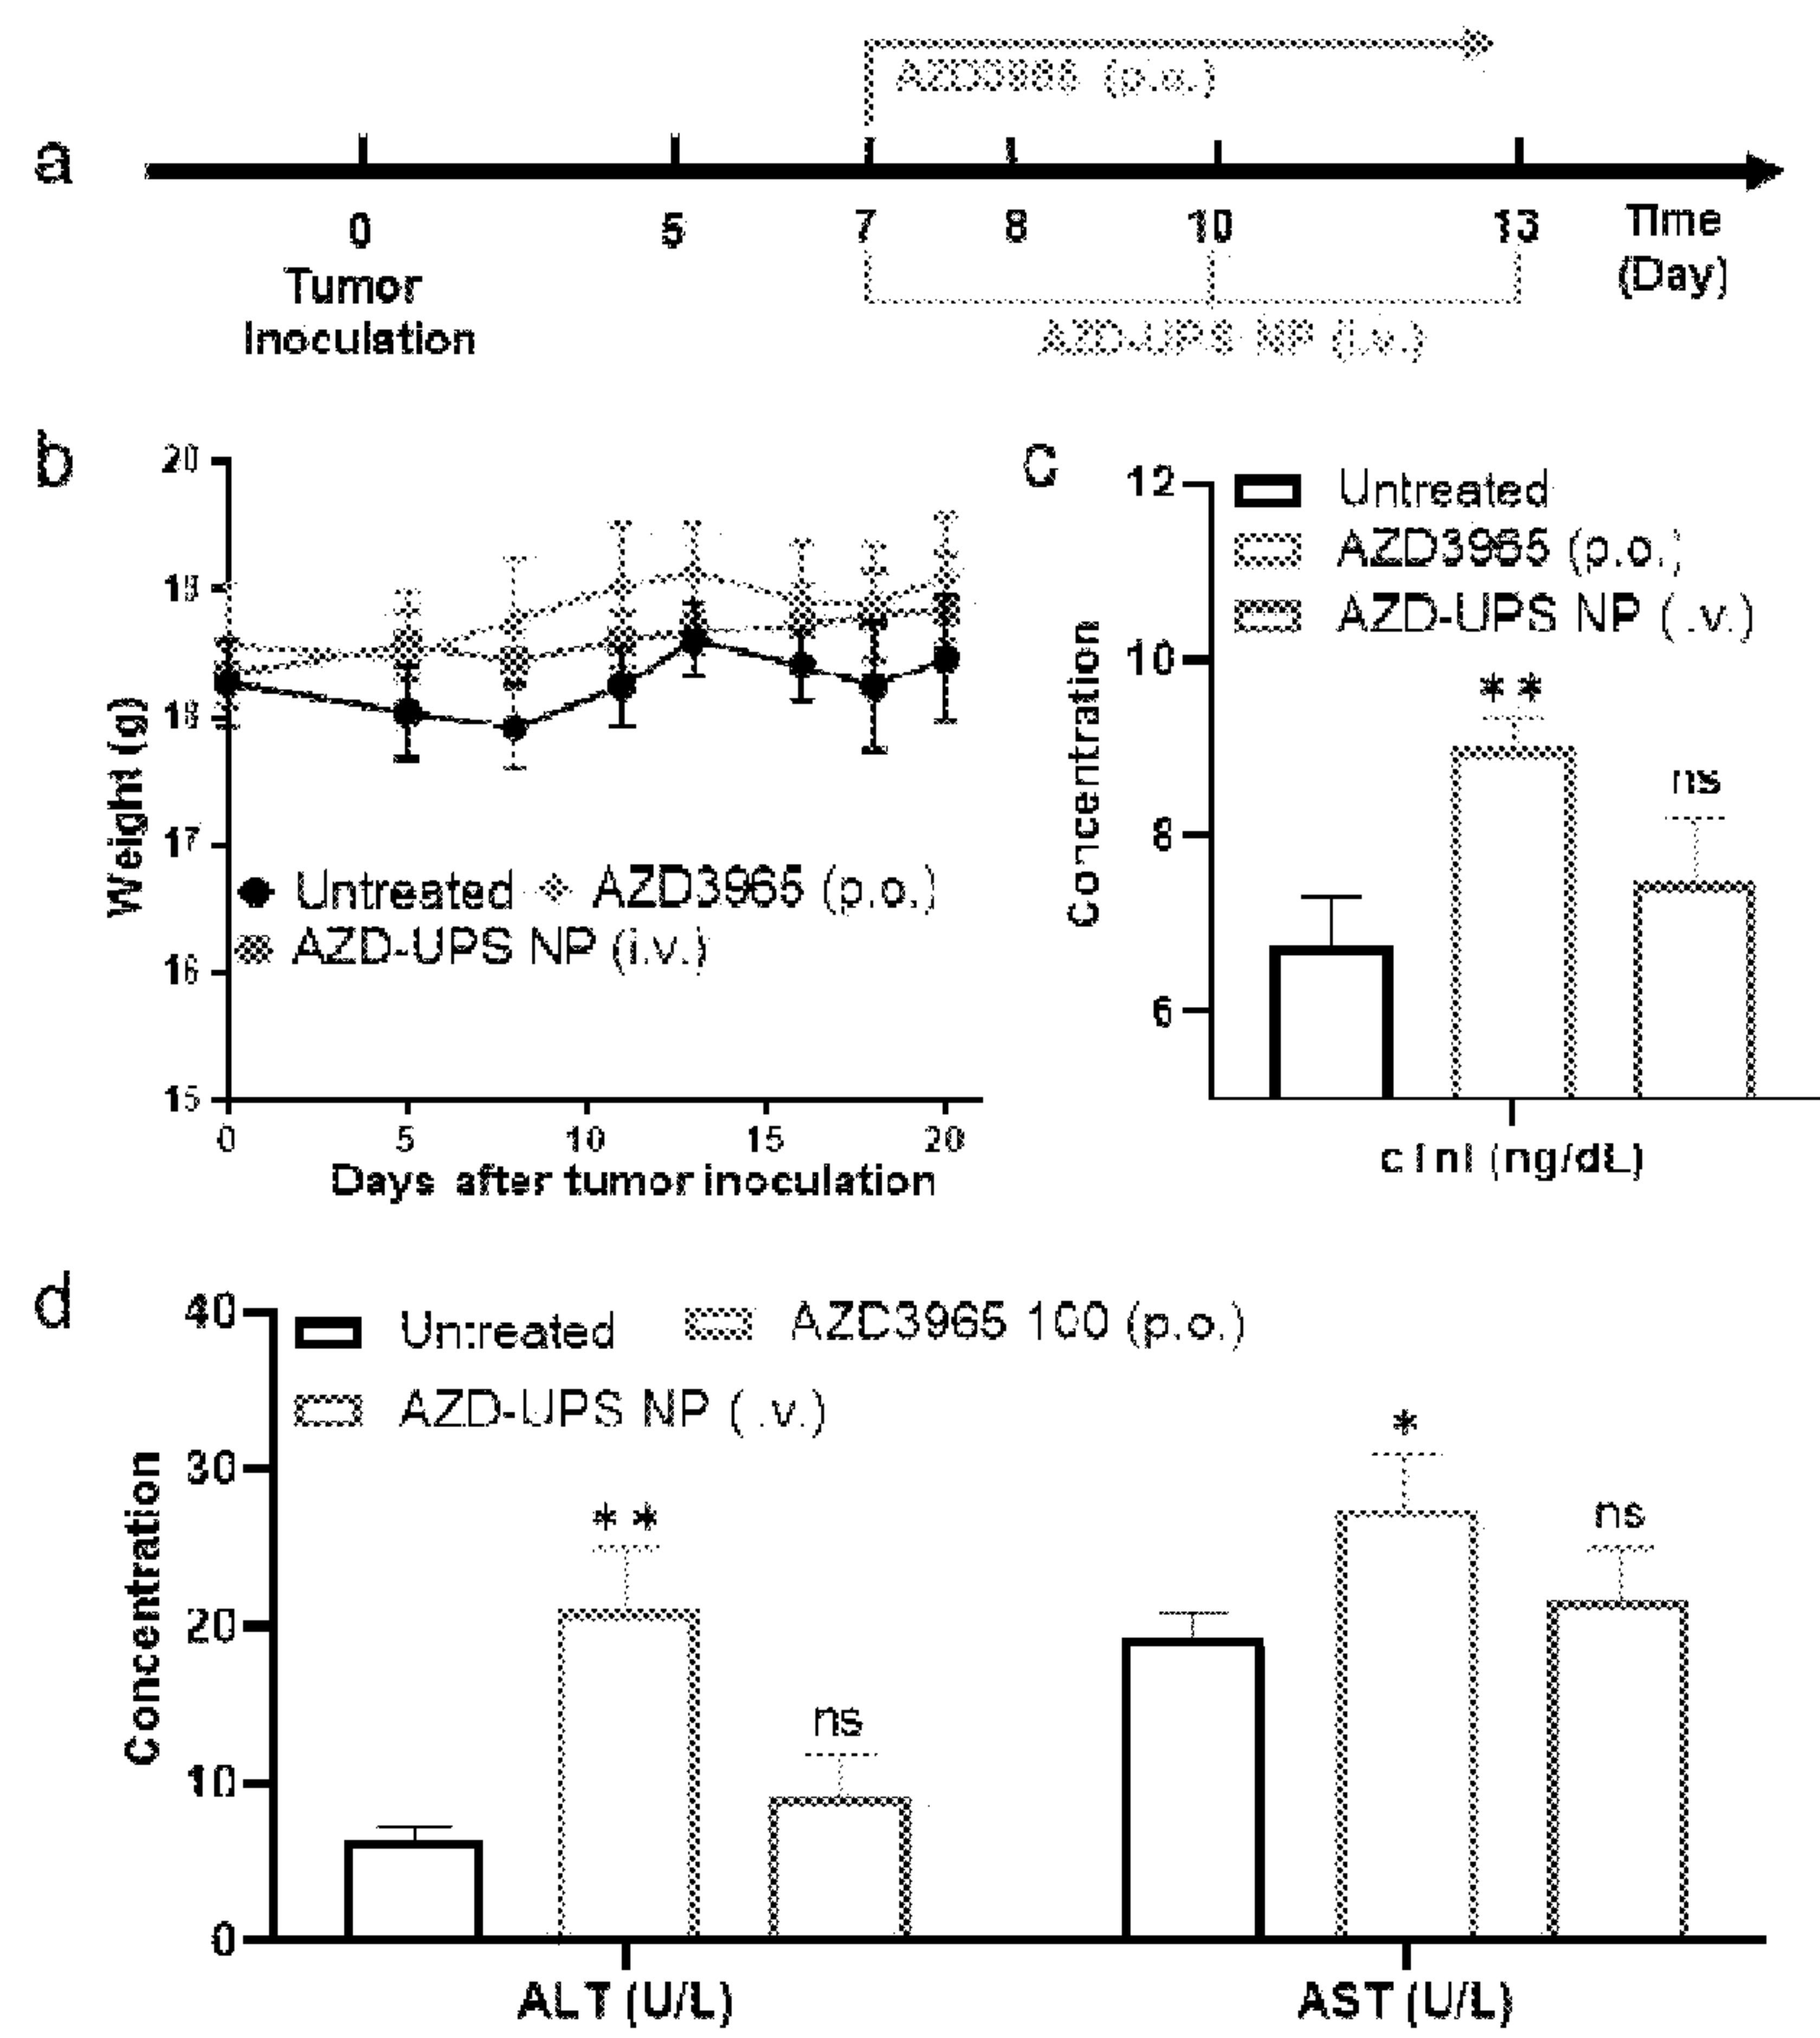 AZD3965 (p.o.)
a
0 5 7 8 10 13 Time
(Day)
Tumor
Inoculation
AZD-UPS NP (i.v.)
b
20
19
18
17
16
15
Weight (g)
Untreated AZD3965 (p.o.)
AZD-UPS NP (i.v.)
0 5 10 15 20
Days after tumor inoculation
c
12
10
8
6
Concentration
Untreated
AZD3965 (p.o.)
AZD-UPS NP (i.v.)
**
ns
cTnI (ng/dL)
d
40
30
20
10
0
Concentration
Untreated AZD3965 100 (p.o.)
AZD-UPS NP (i.v.)
**
ns
*
ns
ALT (U/L) AST (U/L)